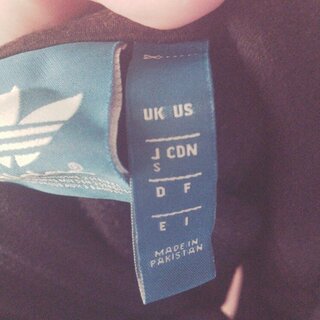 UK US
J CDN
S
D F
E I
MADE IN
PAKISTAN